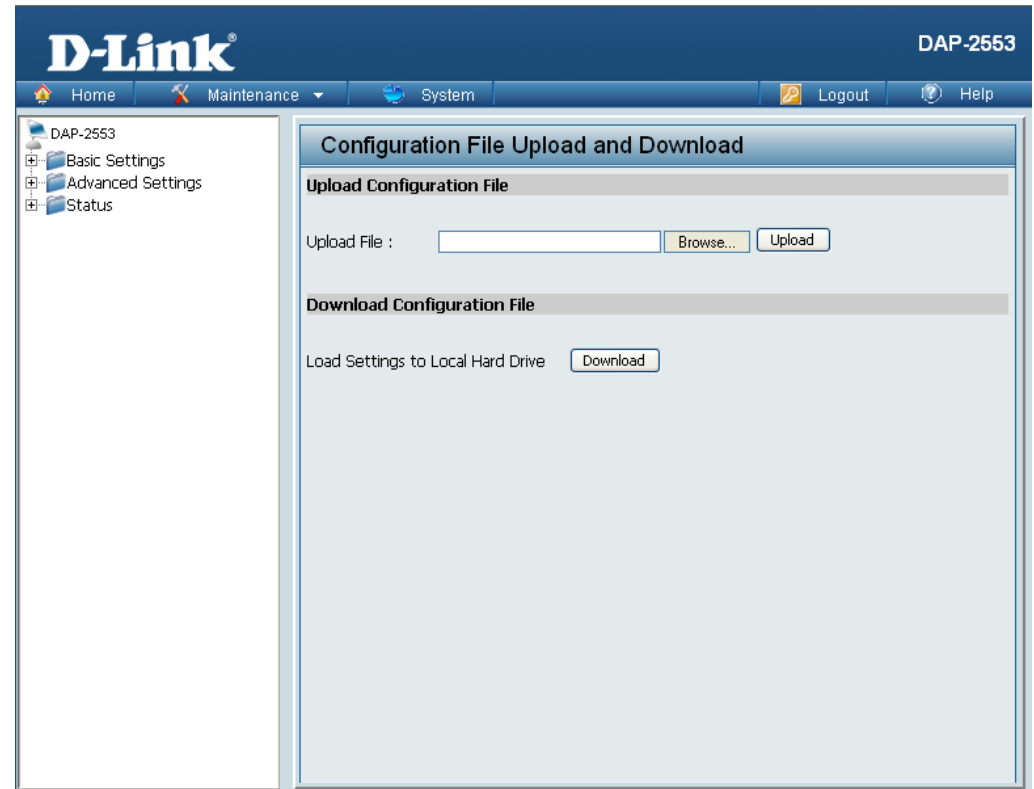 D-Link®
DAP-2553
Home Maintenance System Logout Help
DAP-2553
Basic Settings
Advanced Settings
Status
Configuration File Upload and Download
Upload Configuration File
Upload File : Browse... Upload
Download Configuration File
Load Settings to Local Hard Drive Download